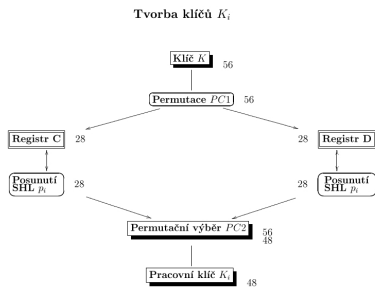 Tvorba klíčů K_i
Klíč K
56
Permutace PC1 56
Registr C 28
28 Registr D
Posunutí
SHL p_i
28
28
Posunutí
SHL p_i
Permutační výběr PC2 56
48
Pracovní klíč K_i
48